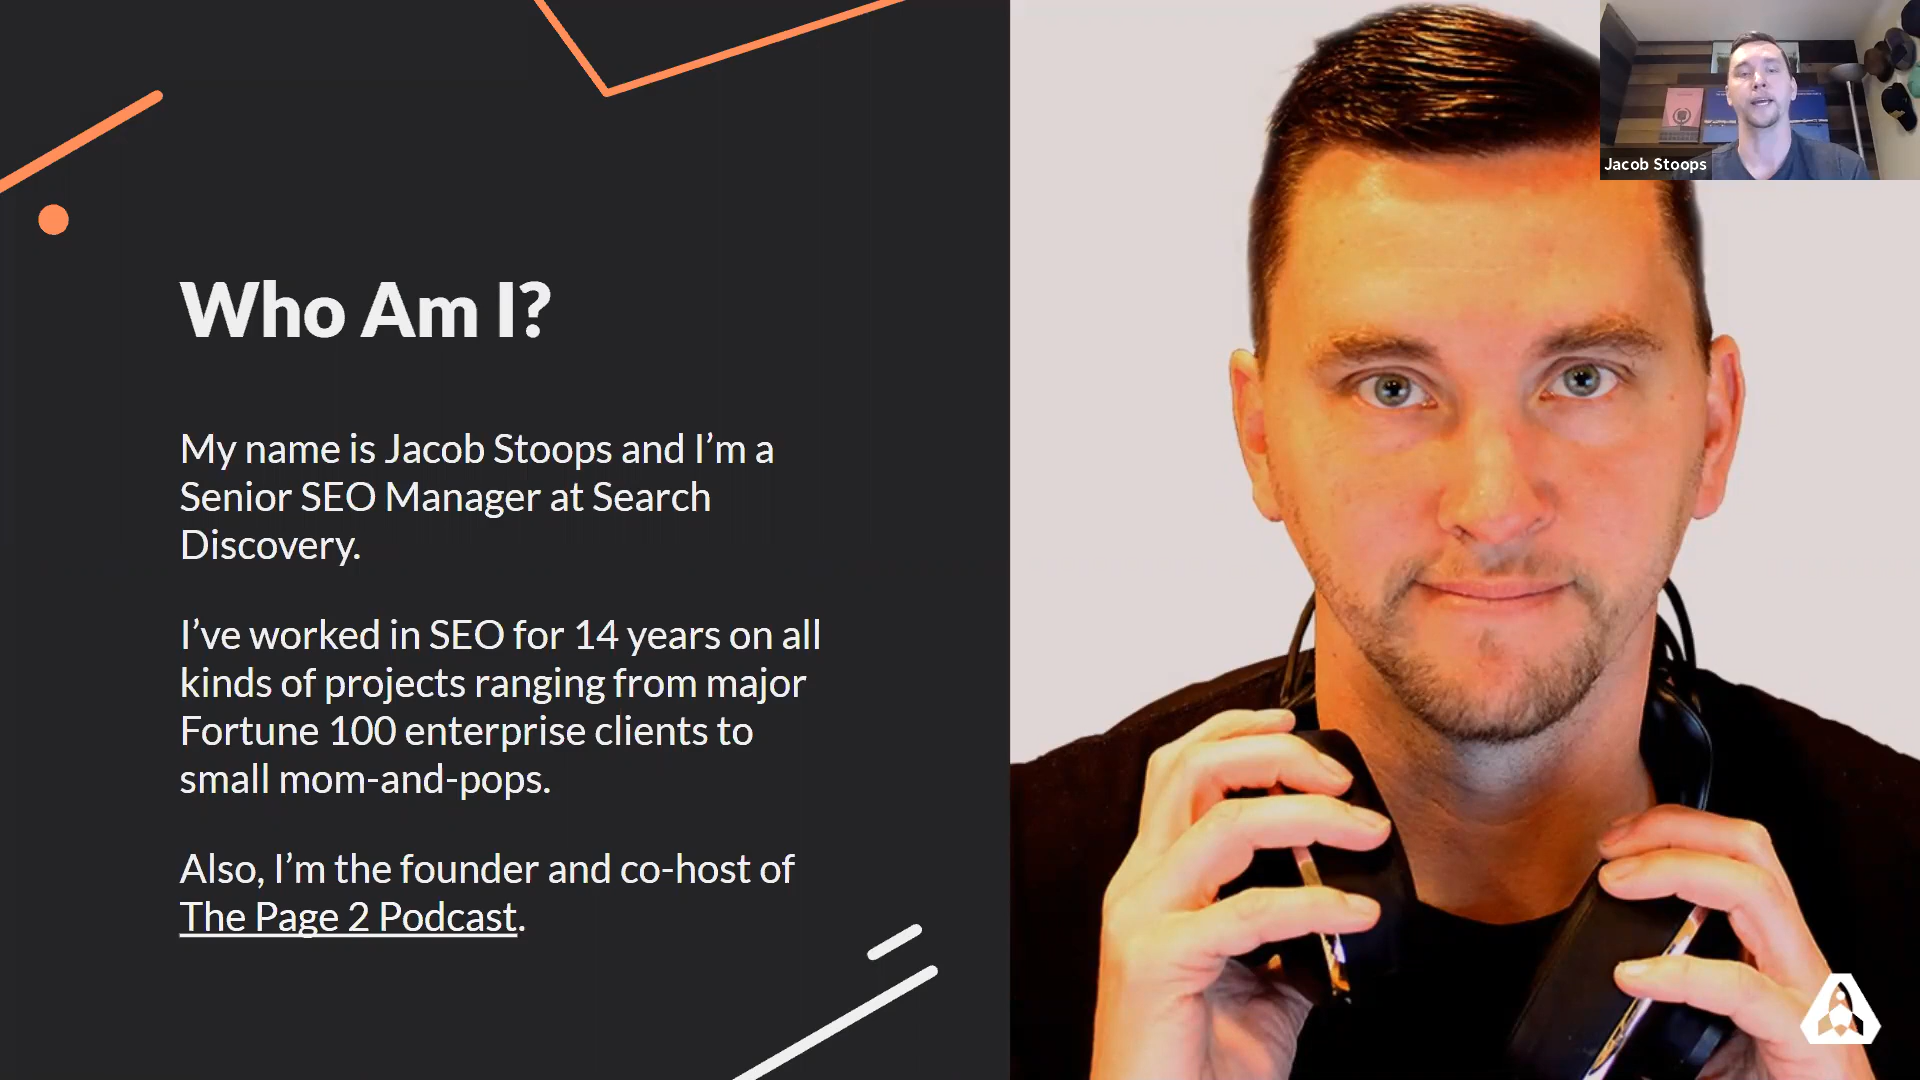 Who Am I?
My name is Jacob Stoops and I’m a
Senior SEO Manager at Search
Discovery.
I’ve worked in SEO for 14 years on all
kinds of projects ranging from major
Fortune 100 enterprise clients to
small mom-and-pops.
Also, I’m the founder and co-host of
The Page 2 Podcast.
Jacob Stoops